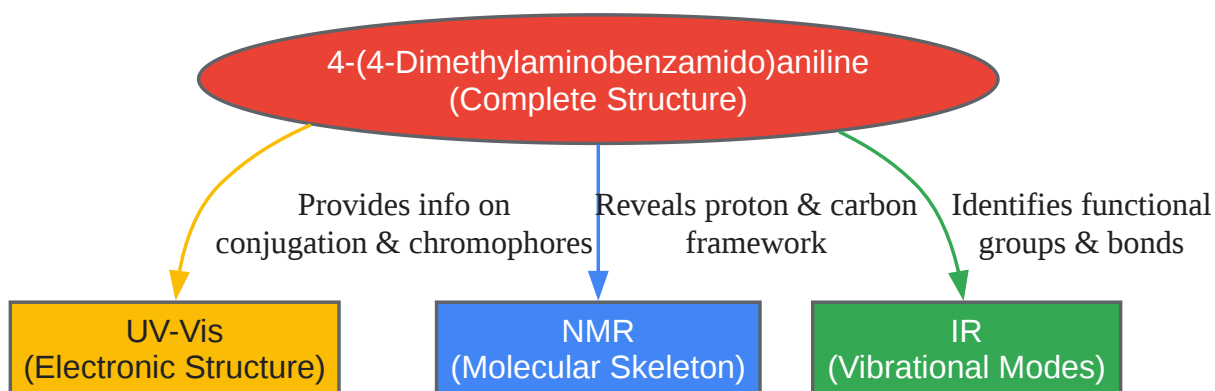 4-(4-Dimethylaminobenzamido)aniline
(Complete Structure)
Provides info on
conjugation & chromophores
Reveals proton & carbon
framework
Identifies functional
groups & bonds
UV-Vis
(Electronic Structure)
NMR
(Molecular Skeleton)
IR
(Vibrational Modes)